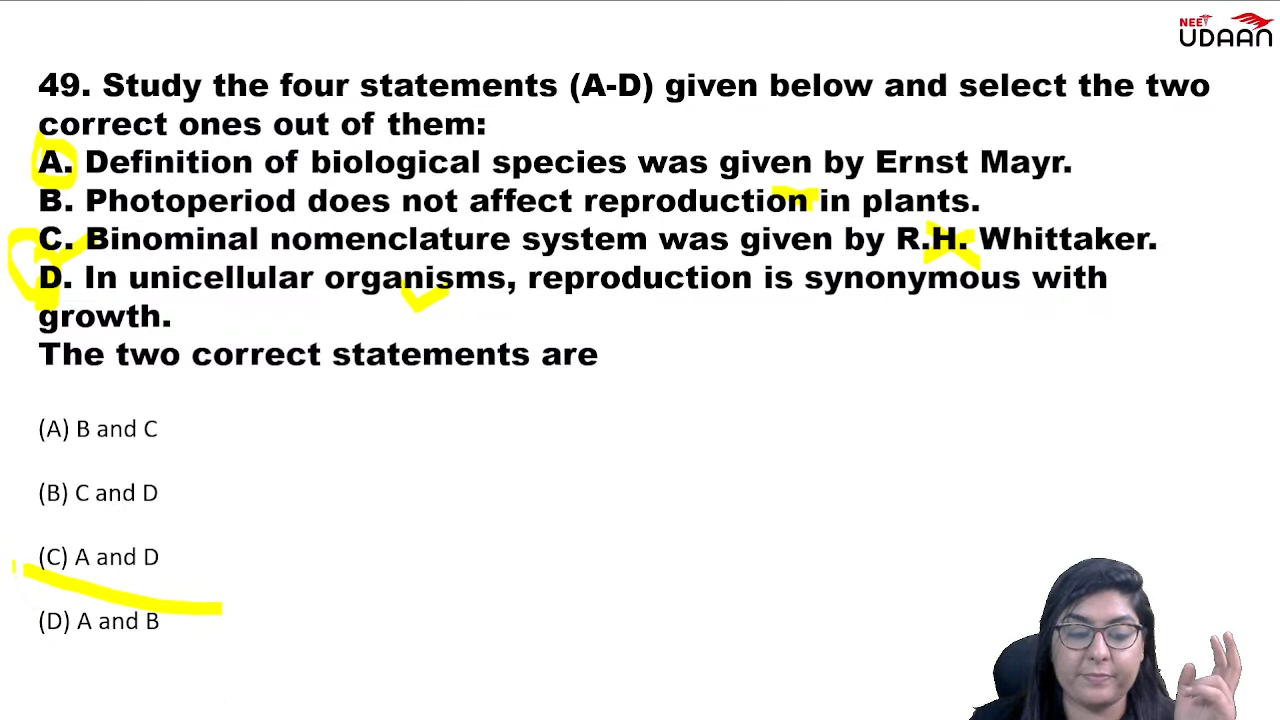 NEET
UDAAN
49. Study the four statements (A-D) given below and select the two
correct ones out of them:
A. Definition of biological species was given by Ernst Mayr.
B. Photoperiod does not affect reproduction in plants.
C. Binominal nomenclature system was given by R.H. Whittaker.
D. In unicellular organisms, reproduction is synonymous with
growth.
The two correct statements are
(A) B and C
(B) C and D
(C) A and D
(D) A and B